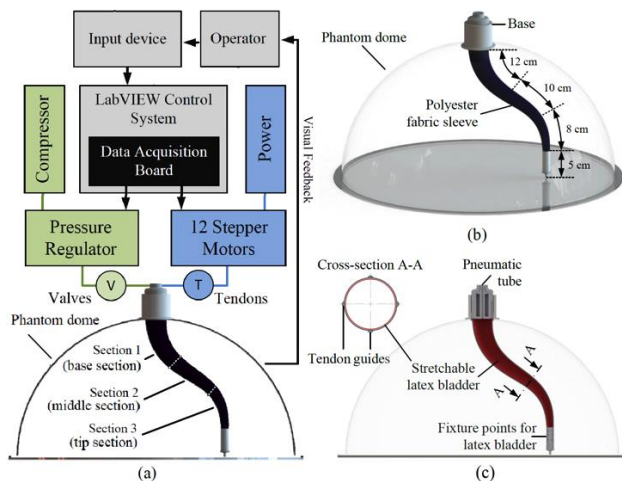 Input device
Operator
Compressor
LabVIEW Control
System
Data Acquisition
Board
Power
Visual Feedback
Pressure
Regulator
12 Stepper
Motors
V
T
Valves
Tendons
Phantom dome
Section 1
(base section)
Section 2
(middle section)
Section 3
(tip section)
(a)
Base
Phantom dome
12 cm
10 cm
8 cm
5 cm
Polyester
fabric sleeve
(b)
Cross-section A-A
Pneumatic
tube
Tendon guides
Stretchable
latex bladder
A
A
Fixture points for
latex bladder
(c)